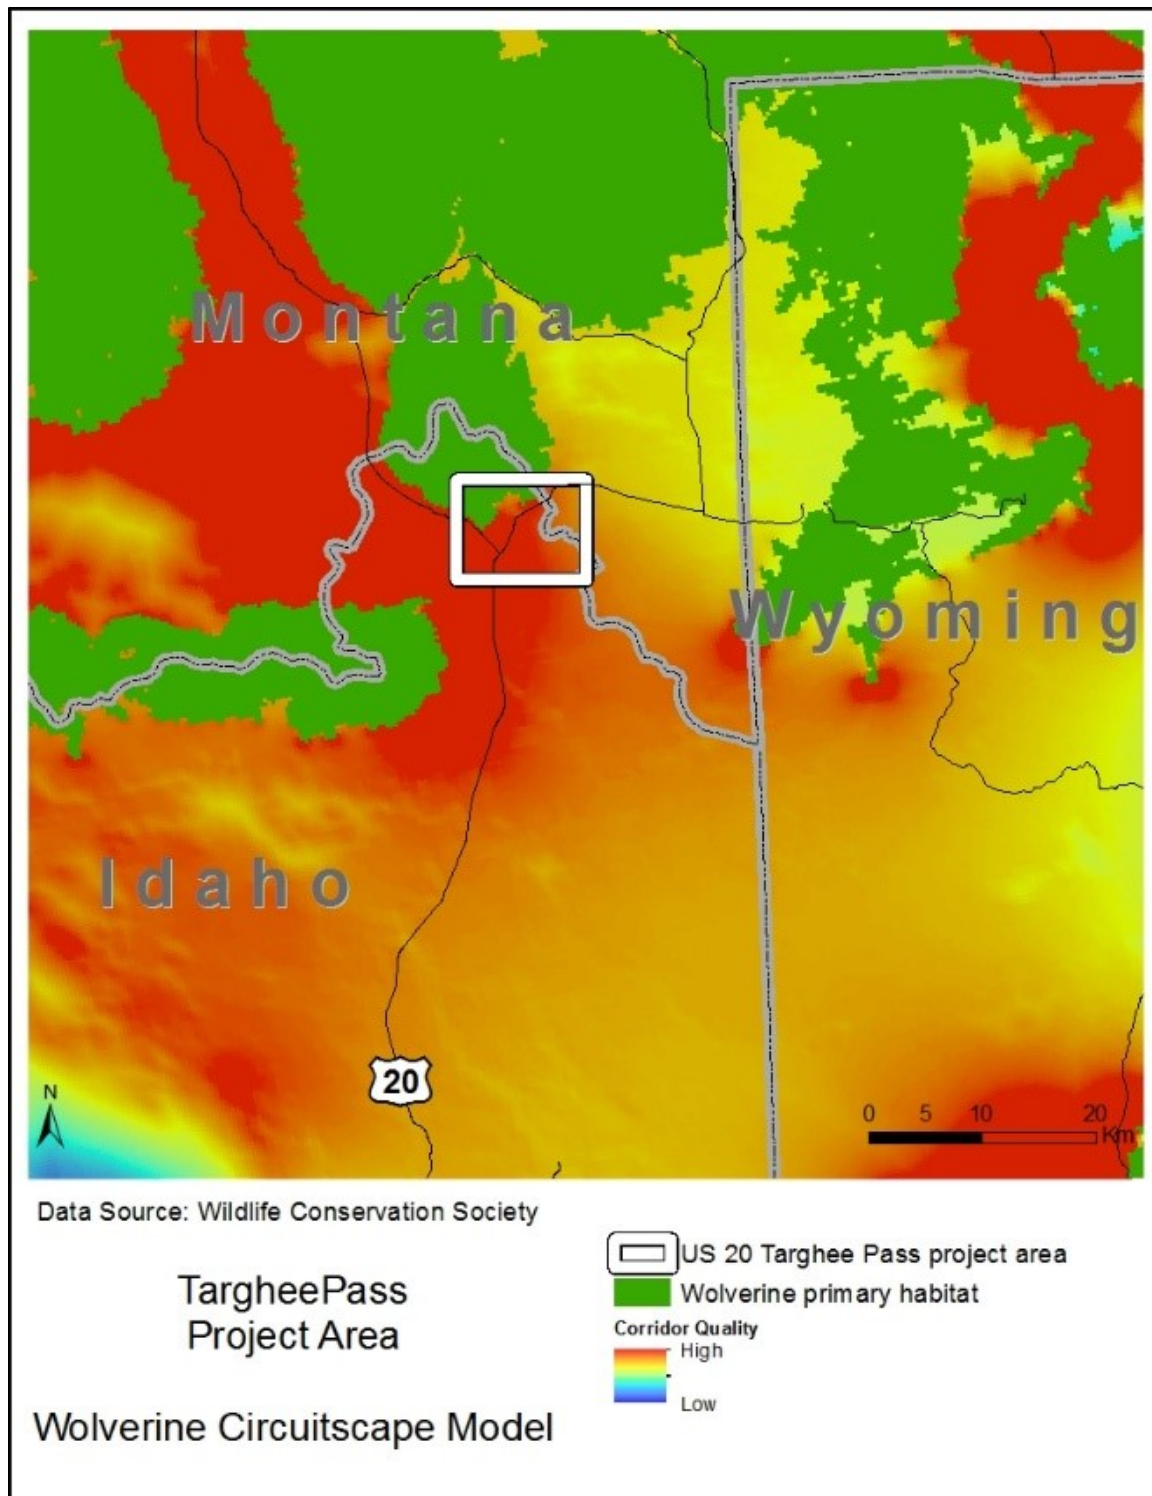 Montana
Wyoming
Idaho
20
N
0 5 10 20
Km
Data Source: Wildlife Conservation Society
TargheePass
Project Area
Wolverine Circuitscape Model
US 20 Targhee Pass project area
Wolverine primary habitat
Corridor Quality
High
Low